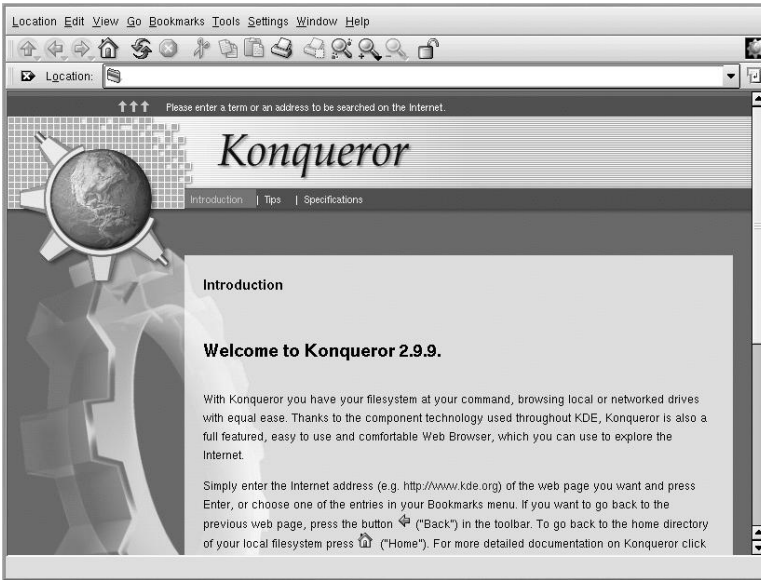 Location Edit View Go Bookmarks Tools Settings Window Help
Location:
Please enter a term or an address to be searched on the Internet.
Konqueror
Introduction | Tips | Specifications
Introduction
Welcome to Konqueror 2.9.9.
With Konqueror you have your filesystem at your command, browsing local or networked drives
with equal ease. Thanks to the component technology used throughout KDE, Konqueror is also a
full featured, easy to use and comfortable Web Browser, which you can use to explore the
Internet.
Simply enter the Internet address (e.g. http://www.kde.org) of the web page you want and press
Enter, or choose one of the entries in your Bookmarks menu. If you want to go back to the
previous web page, press the button ("Back") in the toolbar. To go back to the home directory
of your local filesystem press ("Home"). For more detailed documentation on Konqueror click